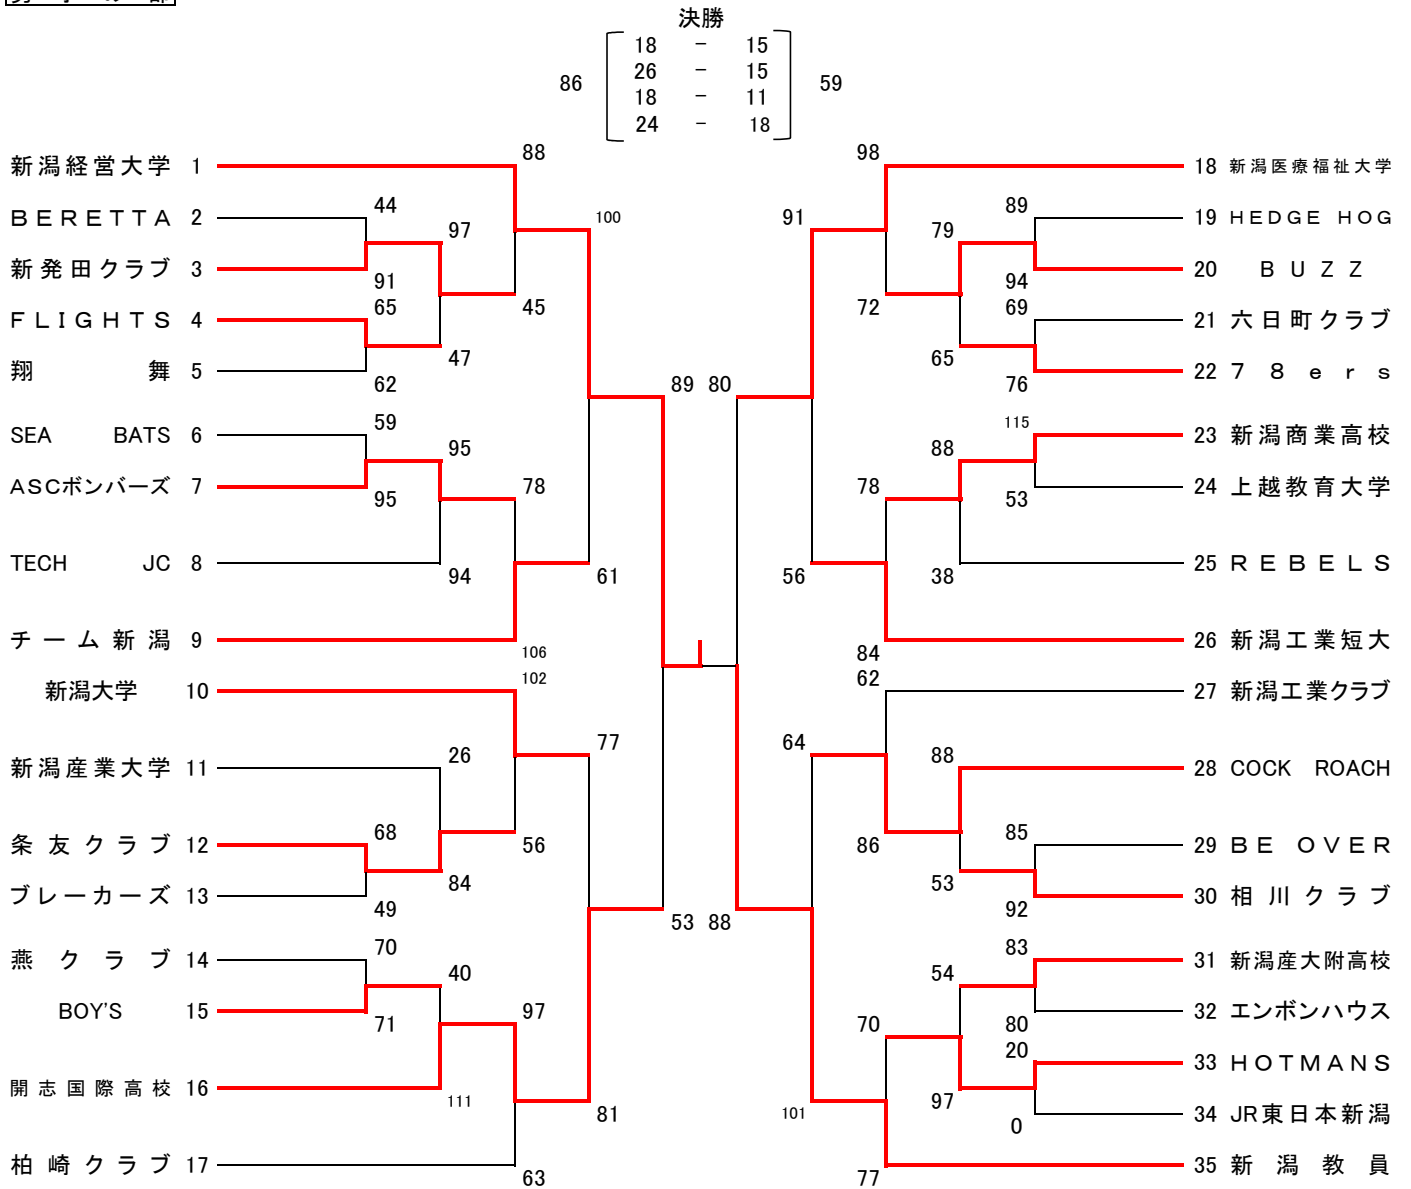 決勝
18 － 15
26 － 15
86 59
18 － 11
24 － 18
88 98
新潟経営大学 1
18 新潟医療福祉大学
44 89
BERETTA 2 100 91 19 HEDGE HOG
97 79
新発田クラブ 3 20 BUZZ
91 94
65 45 72 69
FLIGHTS 4 21 六日町クラブ
47 65
翔舞 5 22 78ers
62 89 80 76
59 115
SEA BATS 6 23 新潟商業高校
95 88
ASCボンバーズ 7 78 78 24 上越教育大学
95 53
TECH JC 8 25 REBELS
94 61 56 38
チーム新潟 9 26 新潟工業短大
106 84
102 62
新潟大学 10 27 新潟工業クラブ
77 64
26 88
新潟産業大学 11 28 COCK ROACH
68 85
条友クラブ 12 56 86 29 BE OVER
84 53
ブレーカーズ 13 30 相川クラブ
49 53 88 92
70 83
燕クラブ 14 31 新潟産大附高校
40 54
BOY'S 15 97 70 32 エンボンハウス
71 80
20
開志国際高校 16 33 HOTMANS
111 81 101 97
34 JR東日本新潟
0
柏崎クラブ 17 35 新潟教員
63 77